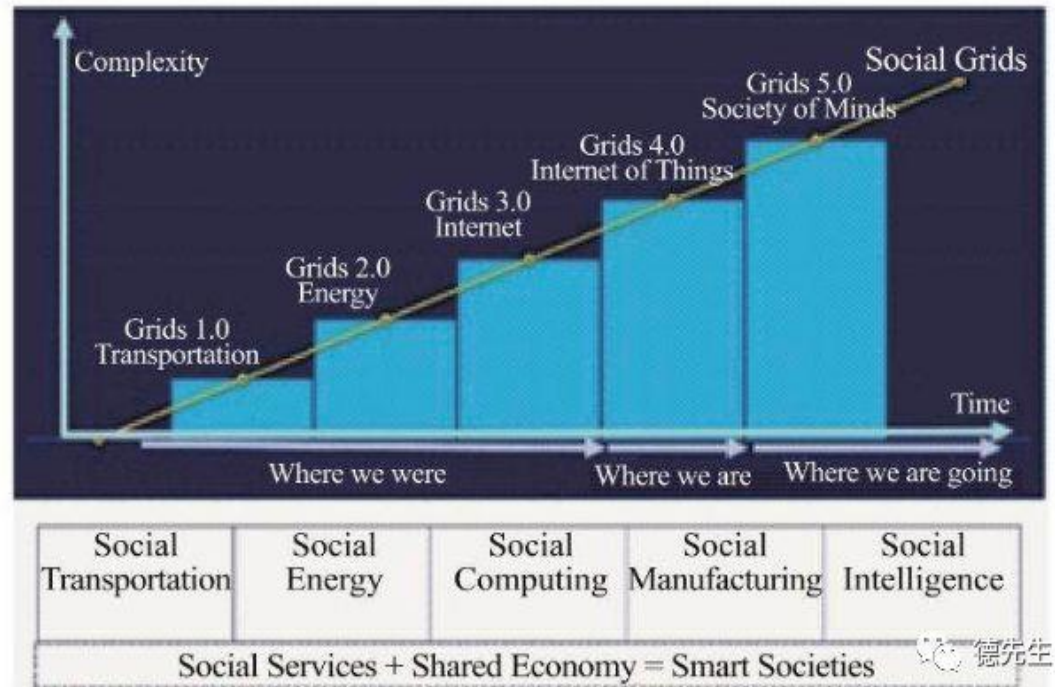 Complexity
Social Grids
Grids 5.0
Society of Minds
Grids 4.0
Internet of Things
Grids 3.0
Internet
Grids 2.0
Energy
Grids 1.0
Transportation
Time
Where we were
Where we are
Where we are going
Social
Transportation
Social
Energy
Social
Computing
Social
Manufacturing
Social
Intelligence
Social Services + Shared Economy = Smart Societies
德先生